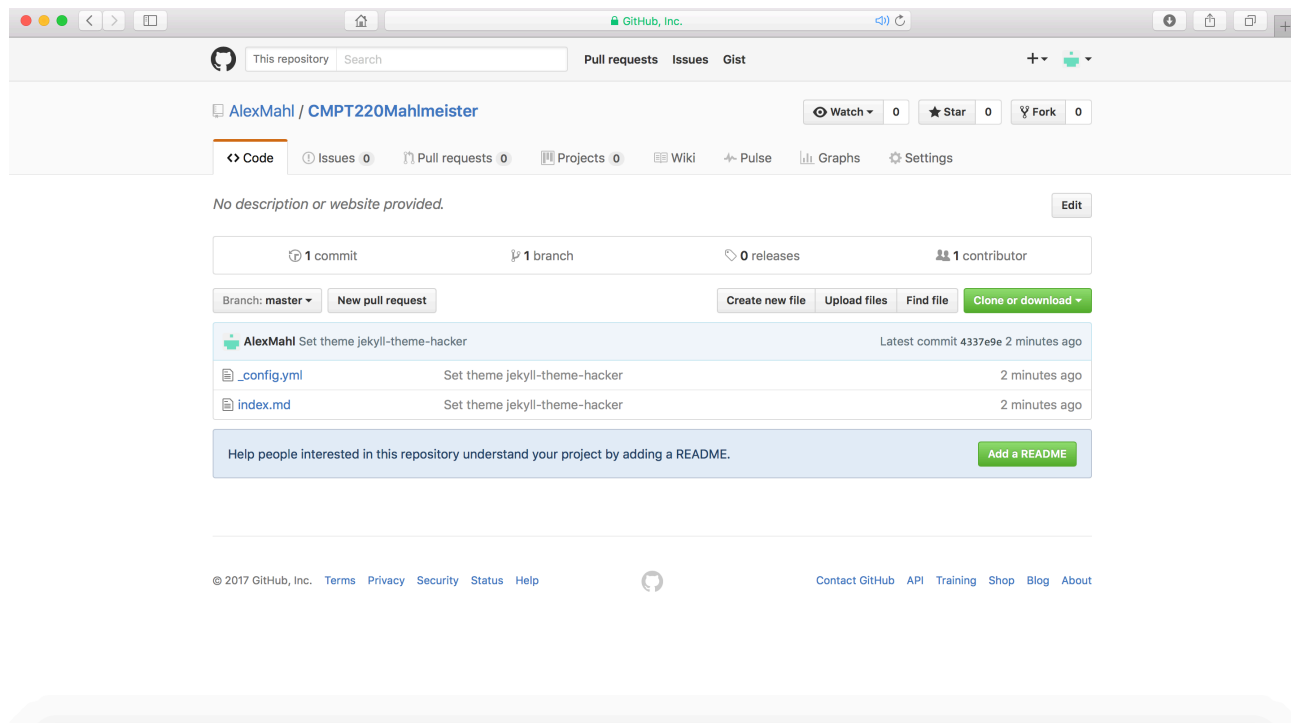 GitHub, Inc.
This repository Search Pull requests Issues Gist
AlexMahl / CMPT220Mahlmeister Watch 0 Star 0 Fork 0
<> Code Issues 0 Pull requests 0 Projects 0 Wiki Pulse Graphs Settings
No description or website provided. Edit
1 commit 1 branch 0 releases 1 contributor
Branch: master New pull request Create new file Upload files Find file Clone or download
AlexMahl Set theme jekyll-theme-hacker Latest commit 4337e9e 2 minutes ago
_config.yml Set theme jekyll-theme-hacker 2 minutes ago
index.md Set theme jekyll-theme-hacker 2 minutes ago
Help people interested in this repository understand your project by adding a README. Add a README
© 2017 GitHub, Inc. Terms Privacy Security Status Help Contact GitHub API Training Shop Blog About